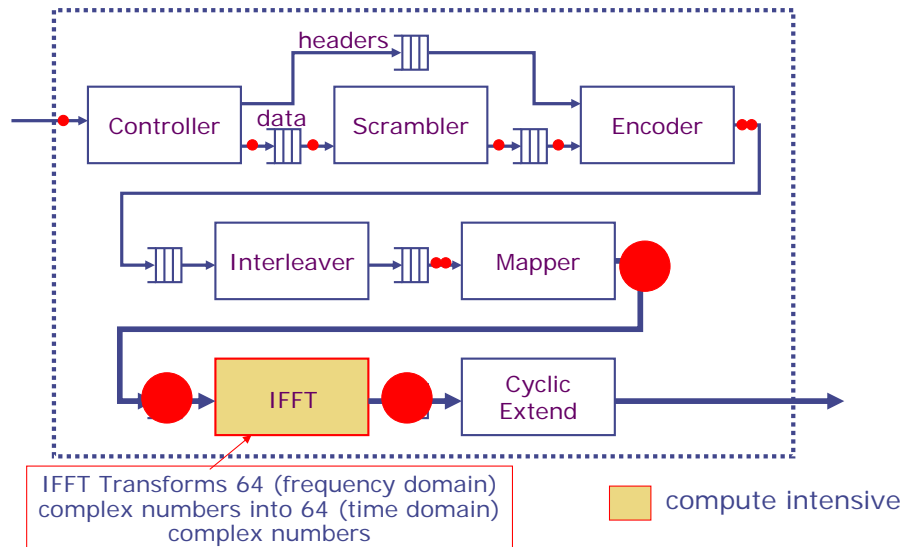 headers
Controller
data
Scrambler
Encoder
Interleaver
Mapper
IFFT
Cyclic
Extend
IFFT Transforms 64 (frequency domain)
complex numbers into 64 (time domain)
complex numbers
compute intensive